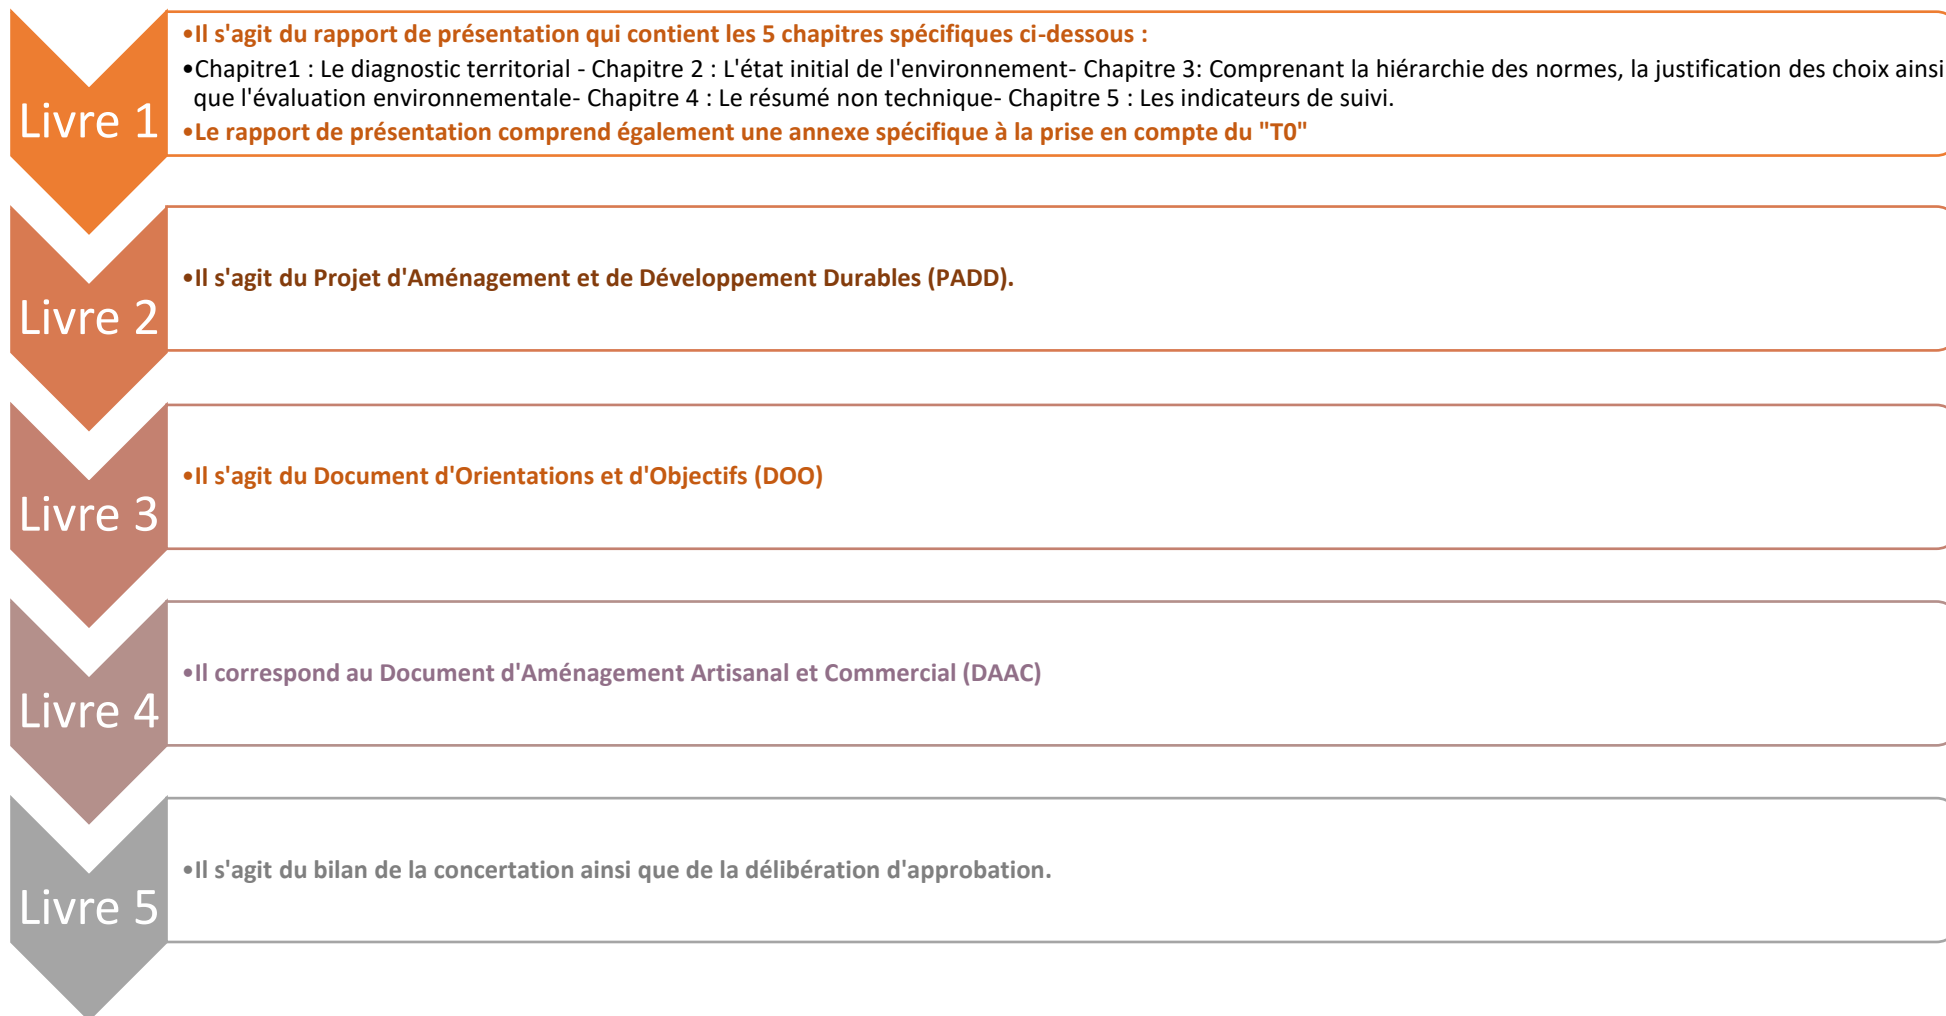 Livre 1
•Il s'agit du rapport de présentation qui contient les 5 chapitres spécifiques ci-dessous :
•Chapitre1 : Le diagnostic territorial - Chapitre 2 : L'état initial de l'environnement- Chapitre 3: Comprenant la hiérarchie des normes, la justification des choix ainsi
que l'évaluation environnementale- Chapitre 4 : Le résumé non technique- Chapitre 5 : Les indicateurs de suivi.
•Le rapport de présentation comprend également une annexe spécifique à la prise en compte du "T0"
Livre 2
•Il s'agit du Projet d'Aménagement et de Développement Durables (PADD).
Livre 3
•Il s'agit du Document d'Orientations et d'Objectifs (DOO)
Livre 4
•Il correspond au Document d'Aménagement Artisanal et Commercial (DAAC)
Livre 5
•Il s'agit du bilan de la concertation ainsi que de la délibération d'approbation.